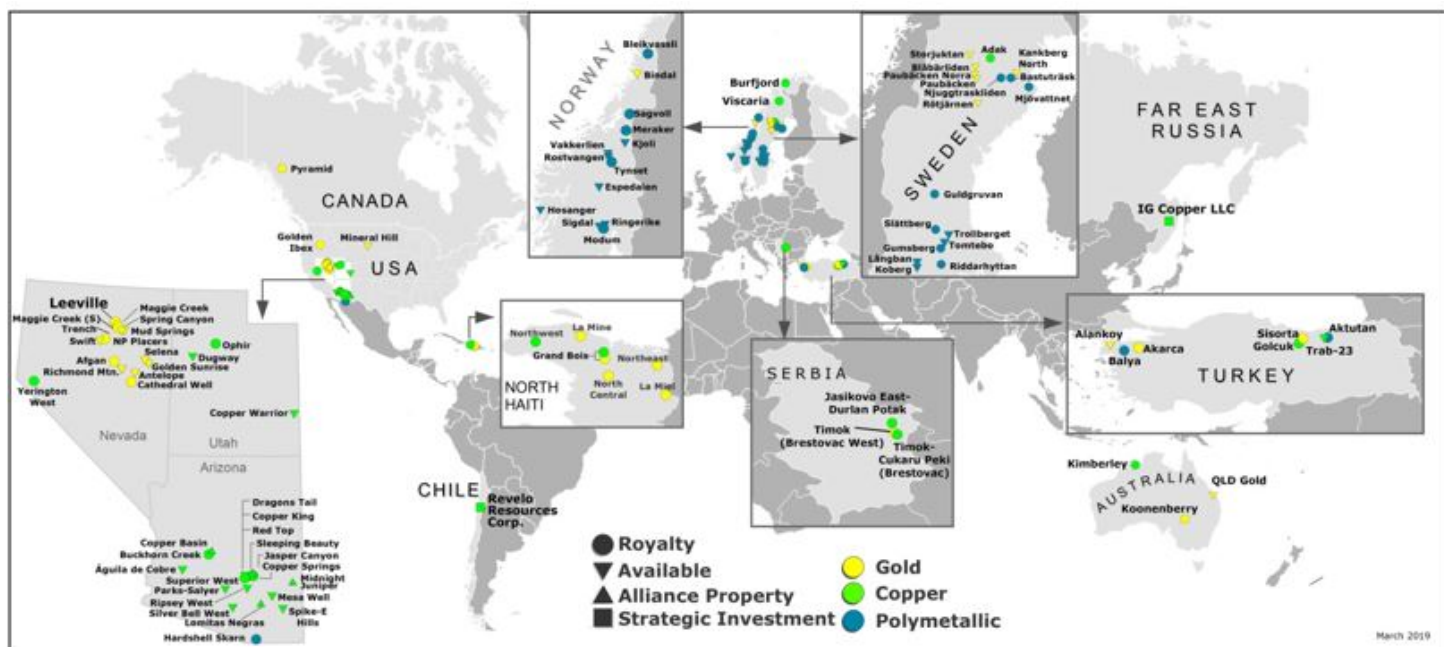 NORWAY
Bleikvassli
Bindal
Sagvoll
Meraker
Kjoli
Vakkerlien
Rostvangen
Tynset
Espedalen
Hosanger
Sigdal
Ringerike
Modum
Burfjord
Viscaria
Storjuktan
Adak
Kankberg
North
Blåbärliden
Paubäcken Norra
Bastuträsk
Paubäcken
Njuggtraskliden
Mjövattnet
Rötjärnen
SWEDEN
Guldgruvan
Slättberg
Trollberget
Tomtebo
Gumsberg
Långban
Koberg
Riddarhyttan
FAR EAST
RUSSIA
IG Copper LLC
Pyramid
CANADA
Golden
Ibex
Mineral Hill
USA
Leeville
Maggie Creek
Spring Canyon
Maggie Creek (S)
Trench
Mud Springs
Swift
NP Placers
Selena
Ophir
Dugway
Afgan
Golden Sunrise
Richmond Mtn.
Antelope
Cathedral Well
Yerington
West
Copper Warrior
Nevada
Utah
Arizona
Dragons Tail
Copper King
Red Top
Sleeping Beauty
Copper Basin
Buckhorn Creek
Jasper Canyon
Copper Springs
Águila de Cobre
Midnight
Juniper
Superior West
Parks-Salyer
Mesa Well
Ripsey West
Silver Bell West
Spike-E
Hills
Lomitas Negras
Hardshell Skarn
Northwest
La Mine
Grand Bois
Northeast
NORTH
HAITI
North
Central
La Miel
SERBIA
Jasikovo East-
Durlan Potak
Timok
(Brestovac West)
Timok-
Cukaru Peki
(Brestovac)
Alankoy
Akarca
Balya
Sisorta
Aktutan
Golcuk
Trab-23
TURKEY
CHILE
Revelo
Resources
Corp.
Kimberley
QLD Gold
AUSTRALIA
Koonenberry
Royalty
Available
Alliance Property
Strategic Investment
Gold
Copper
Polymetallic
March 2019